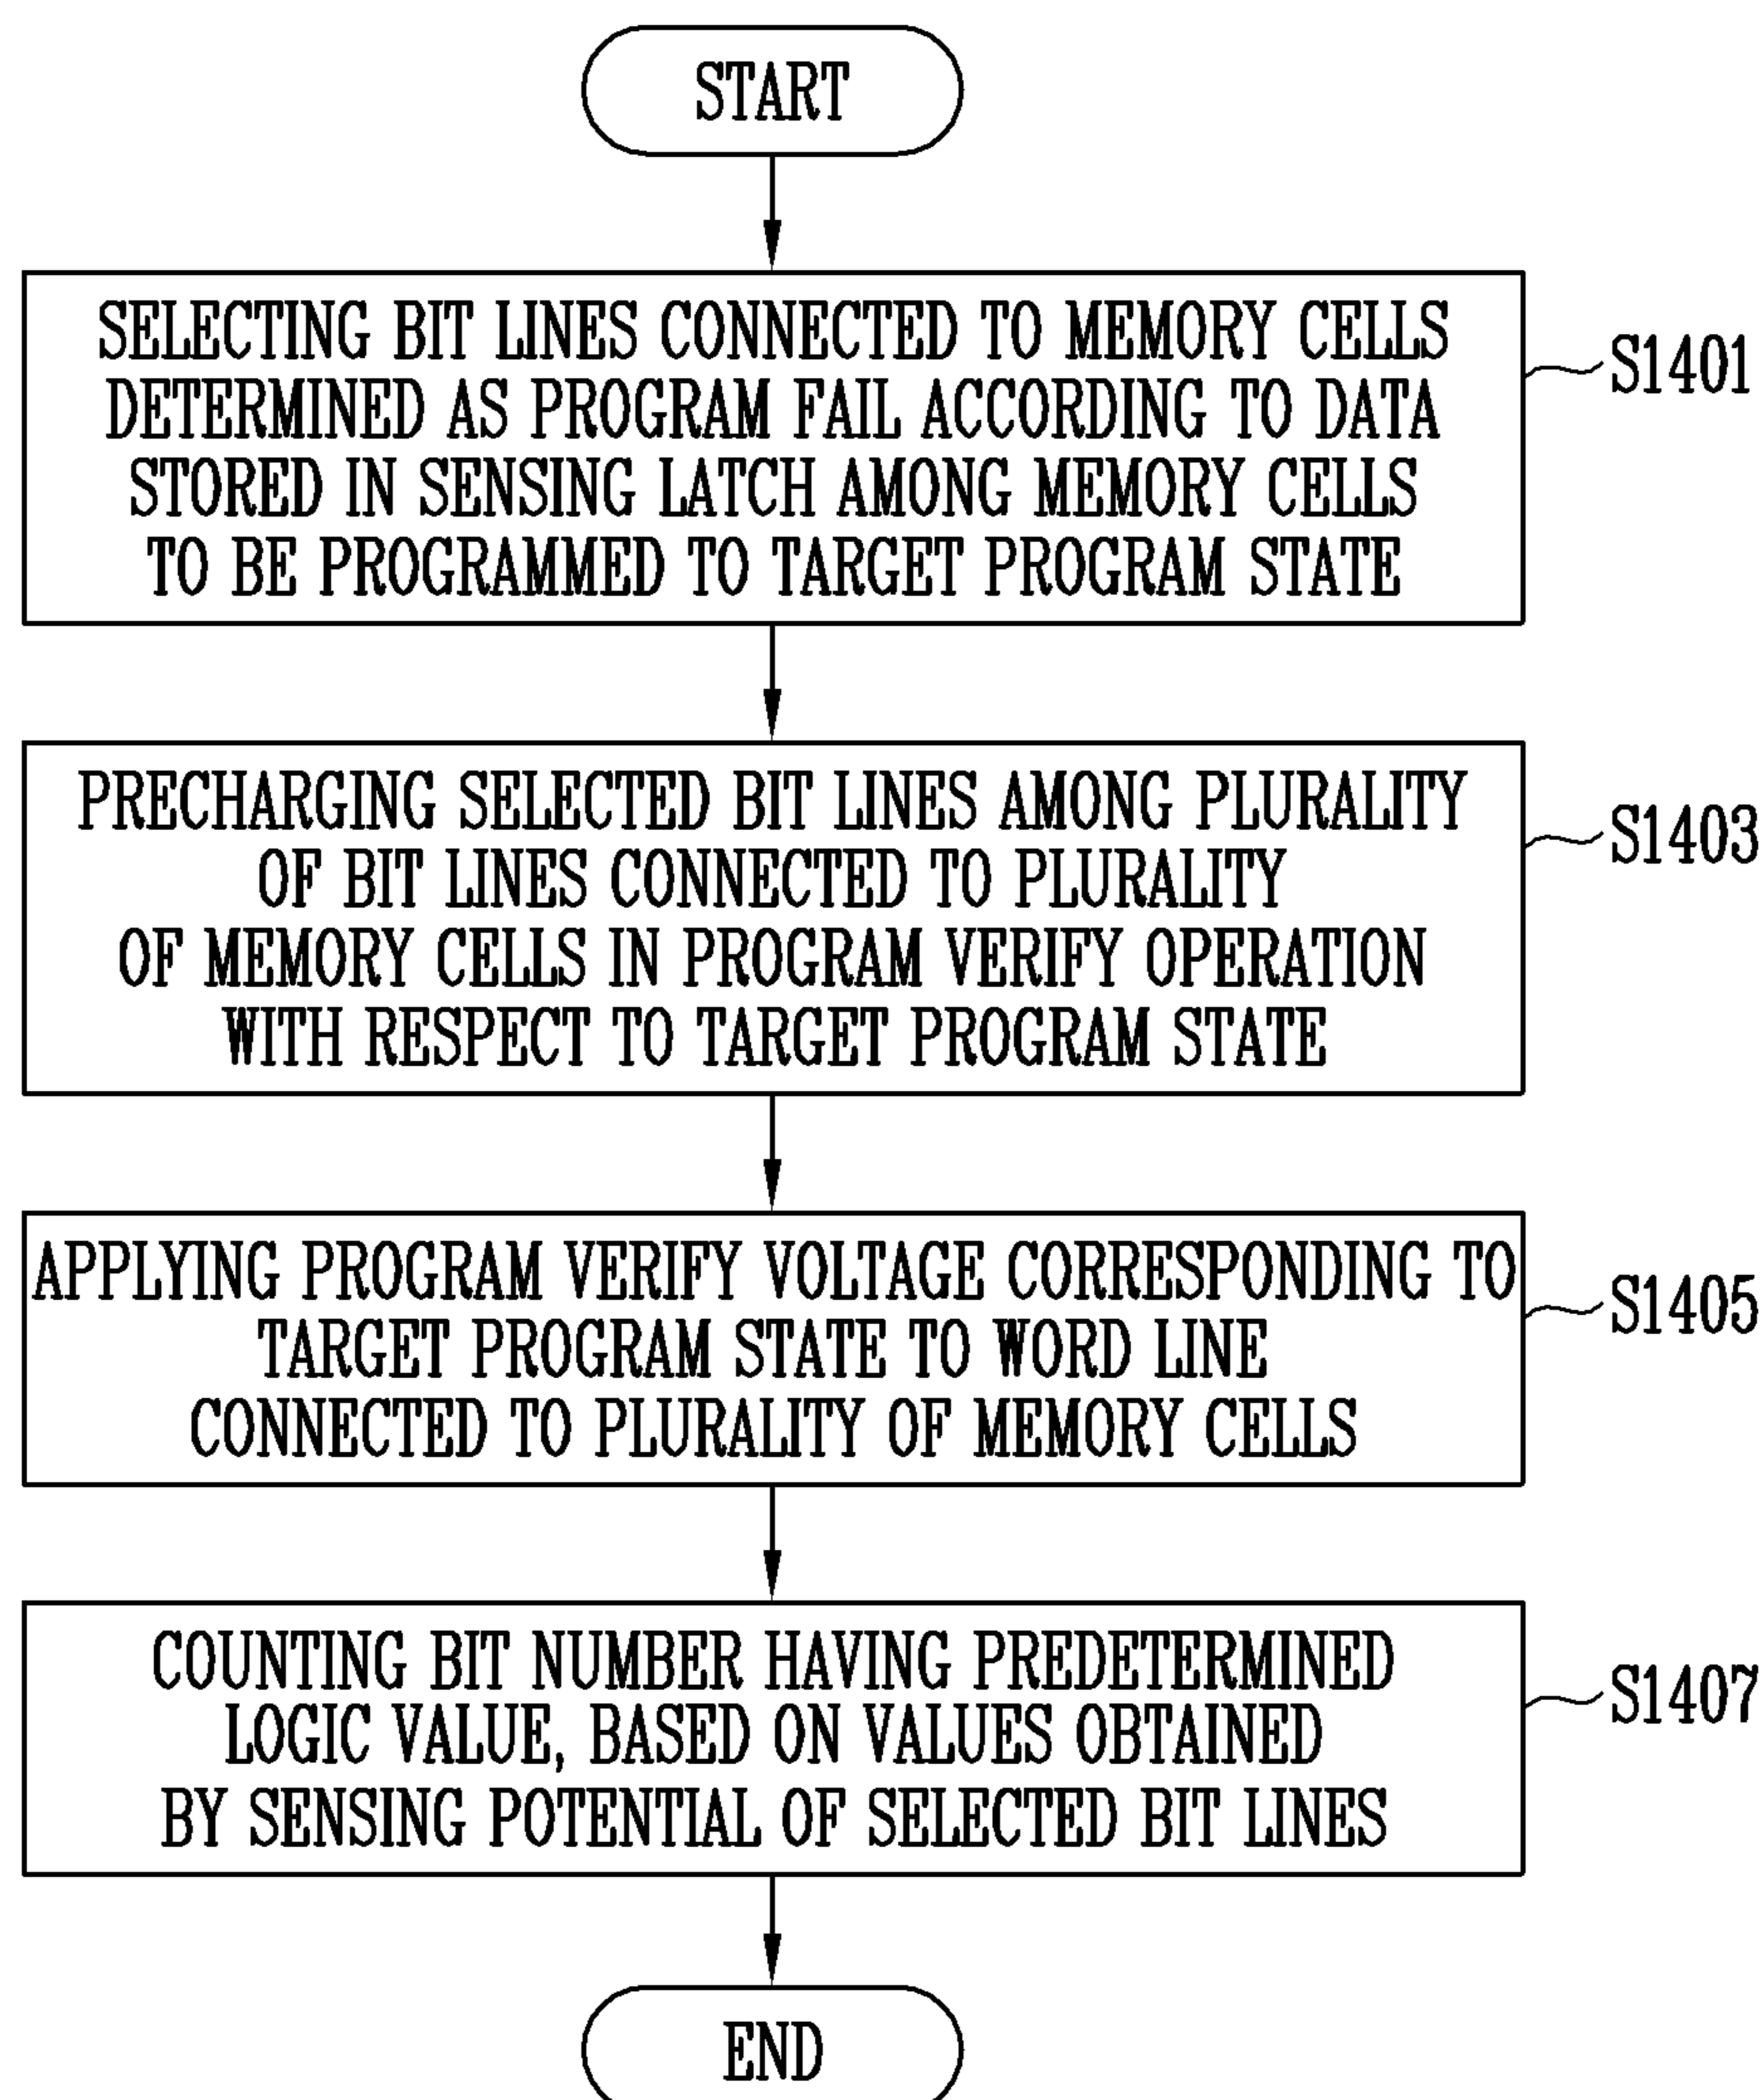 START
SELECTING BIT LINES CONNECTED TO MEMORY CELLS
DETERMINED AS PROGRAM FAIL ACCORDING TO DATA
STORED IN SENSING LATCH AMONG MEMORY CELLS
TO BE PROGRAMMED TO TARGET PROGRAM STATE
S1401
PRECHARGING SELECTED BIT LINES AMONG PLURALITY
OF BIT LINES CONNECTED TO PLURALITY
OF MEMORY CELLS IN PROGRAM VERIFY OPERATION
WITH RESPECT TO TARGET PROGRAM STATE
S1403
APPLYING PROGRAM VERIFY VOLTAGE CORRESPONDING TO
TARGET PROGRAM STATE TO WORD LINE
CONNECTED TO PLURALITY OF MEMORY CELLS
S1405
COUNTING BIT NUMBER HAVING PREDETERMINED
LOGIC VALUE, BASED ON VALUES OBTAINED
BY SENSING POTENTIAL OF SELECTED BIT LINES
S1407
END